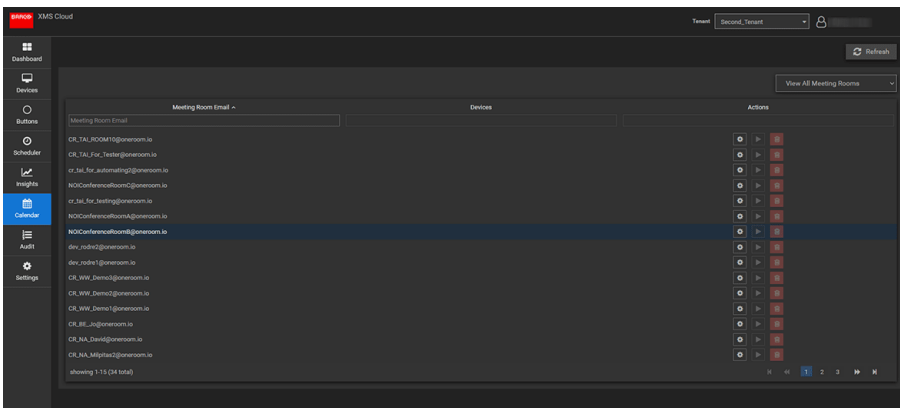 BARCO XMS Cloud
Tenant Second_Tenant
Dashboard
Refresh
Devices
View All Meeting Rooms
Buttons
Scheduler
Insights
Calendar
Audit
Settings
Meeting Room Email Devices Actions
Meeting Room Email
CR_TAI_ROOM10@oneroom.io
CR_TAI_For_Tester@oneroom.io
cr_tai_for_automating2@oneroom.io
NOIConferenceRoomC@oneroom.io
cr_tai_for_testing@oneroom.io
NOIConferenceRoomA@oneroom.io
NOIConferenceRoomB@oneroom.io
dev_rodre2@oneroom.io
dev_rodre1@oneroom.io
CR_WW_Demo3@oneroom.io
CR_WW_Demo2@oneroom.io
CR_WW_Demo1@oneroom.io
CR_BE_Jo@oneroom.io
CR_NA_David@oneroom.io
CR_NA_Milpitas2@oneroom.io
showing 1-15 (34 total) 1 2 3